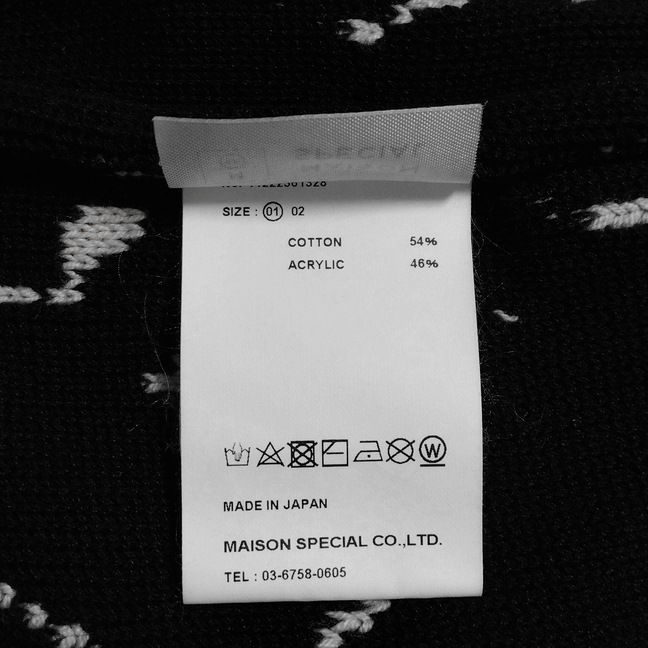 SIZE : 01 02
COTTON 54%
ACRYLIC 46%
W
MADE IN JAPAN
MAISON SPECIAL CO.,LTD.
TEL : 03-6758-0605